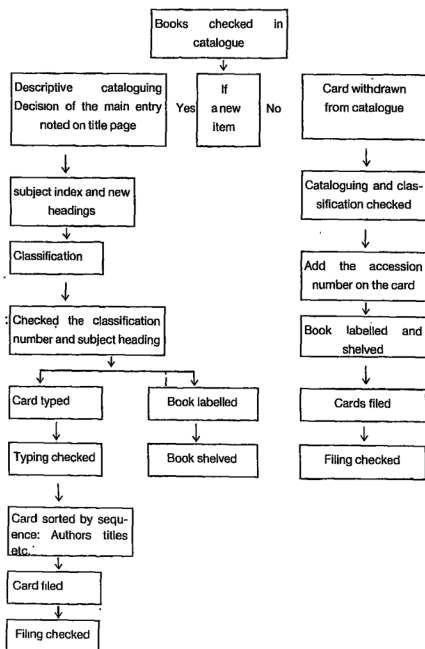 Books checked in
catalogue
Descriptive cataloguing
Decision of the main entry
noted on title page
Yes
If
a new
item
No
Card withdrawn
from catalogue
subject index and new
headings
Classification
: Checked the classification
number and subject heading
Card typed
Book labelled
Typing checked
Book shelved
Card sorted by sequ-
ence: Authors titles
etc.
Card filed
Filing checked
Cataloguing and clas-
sification checked
Add the accession
number on the card
Book labelled and
shelved
Cards filed
Filing checked